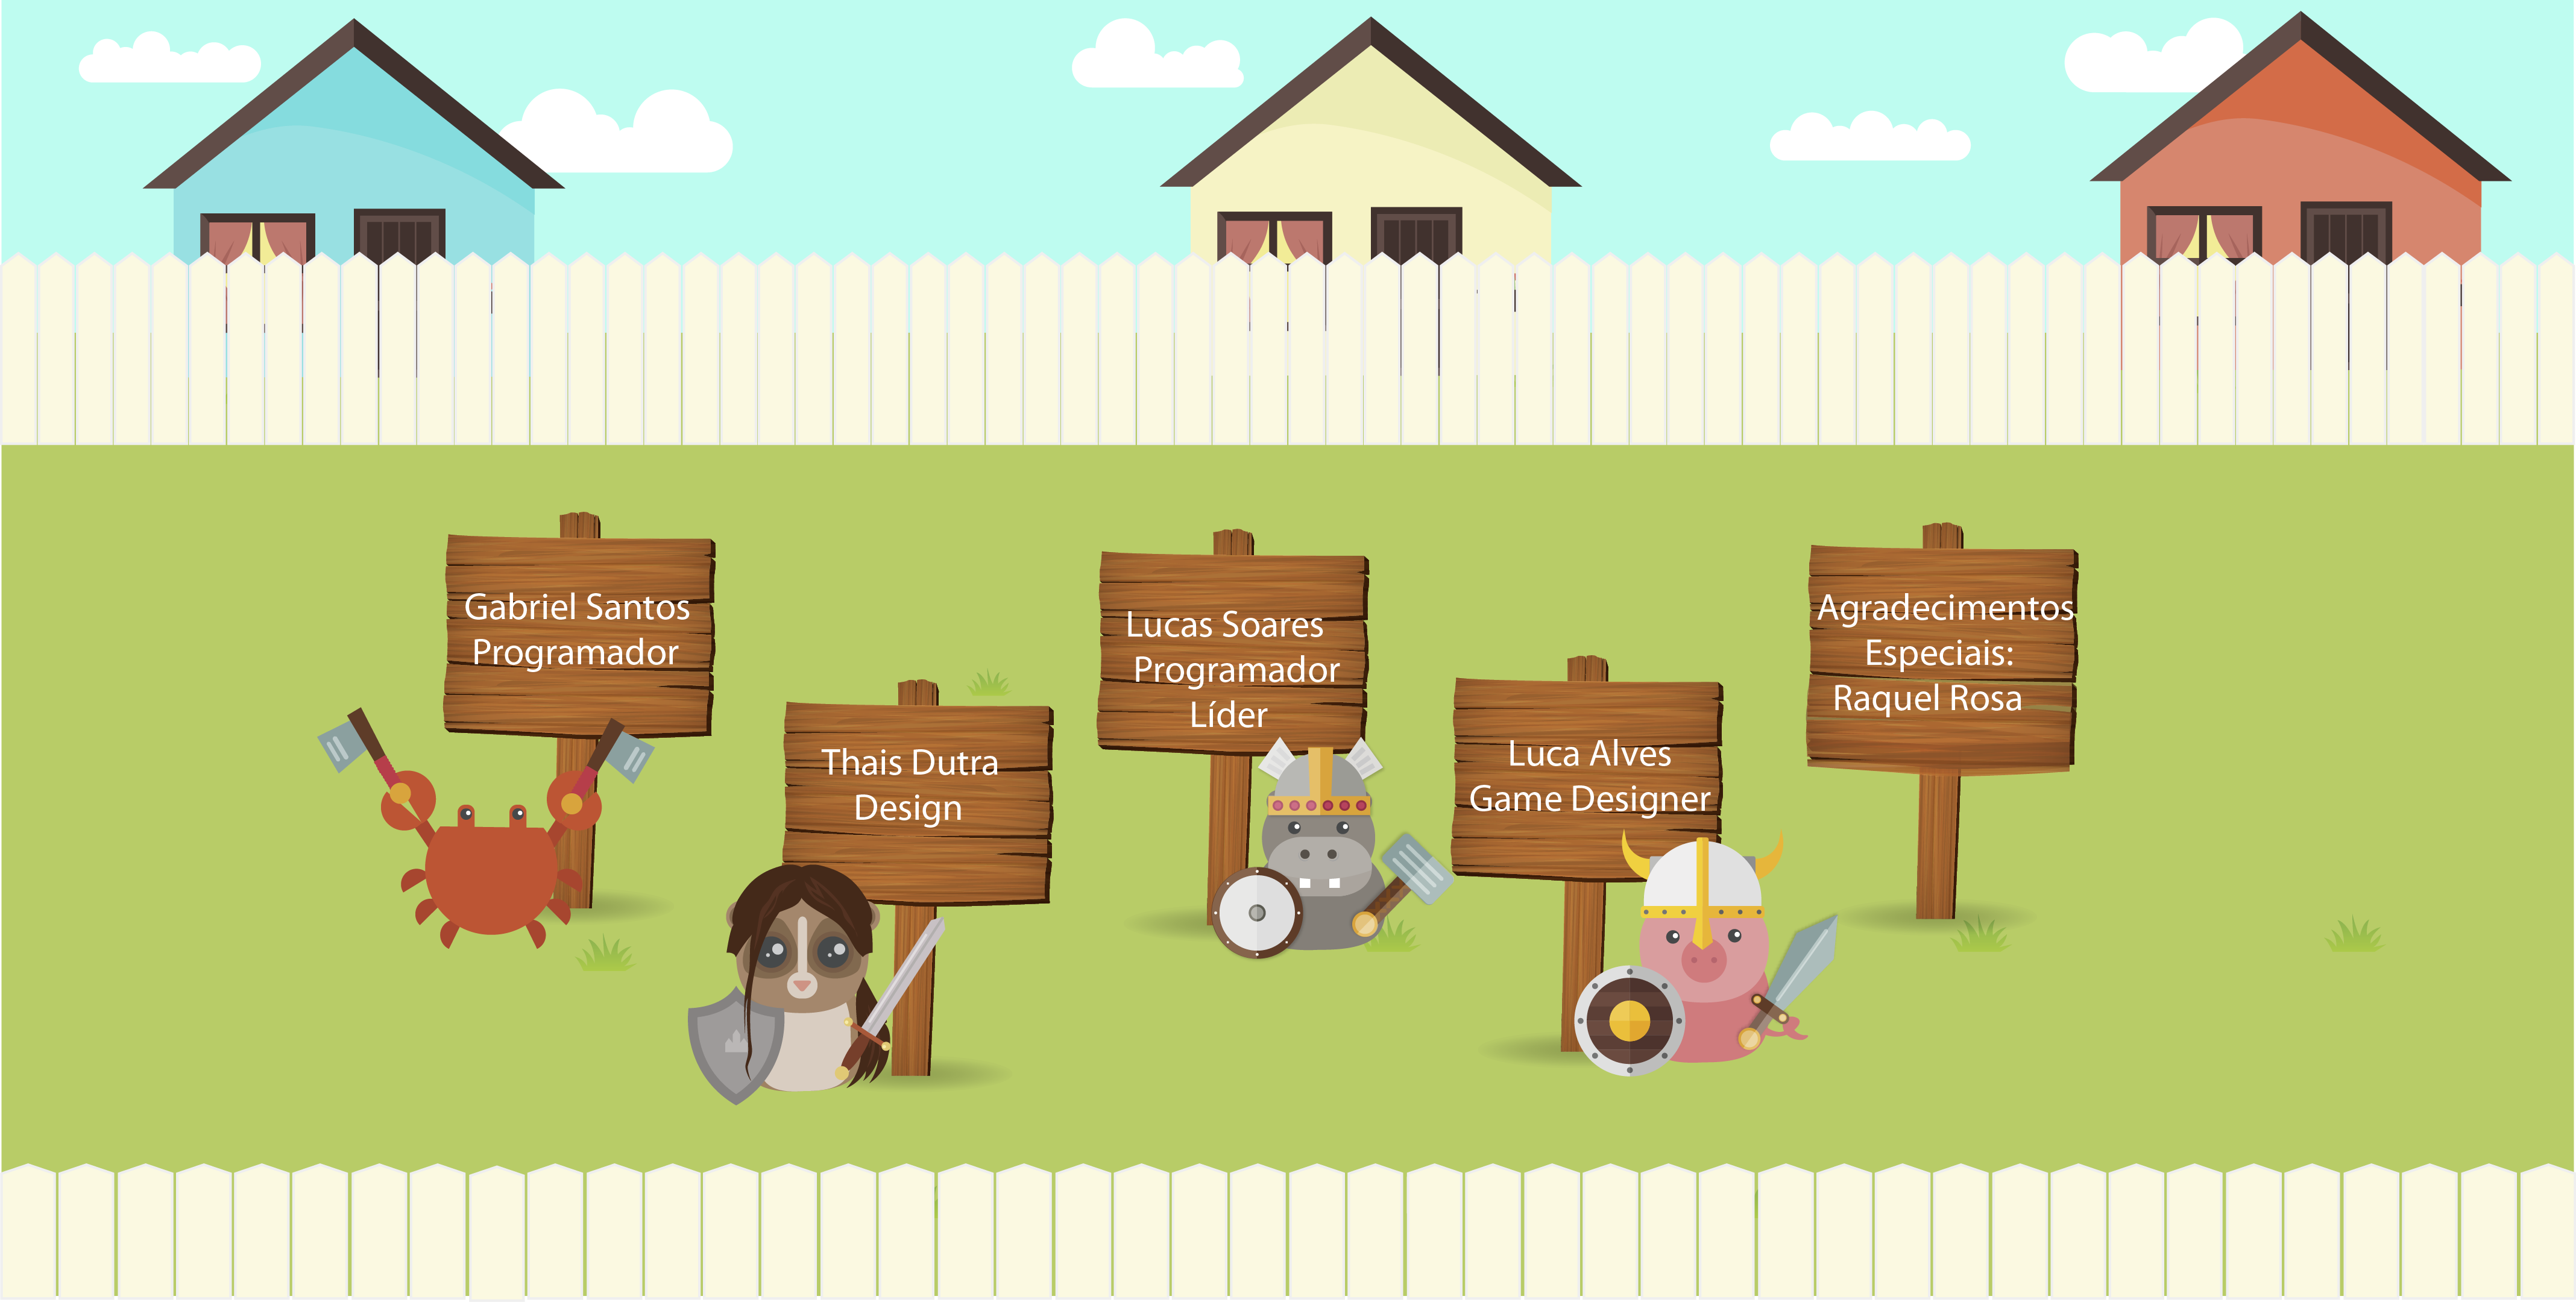 Gabriel Santos
Programador
Thais Dutra
Design
Lucas Soares
Programador
Líder
Luca Alves
Game Designer
Agradecimentos
Especiais:
Raquel Rosa